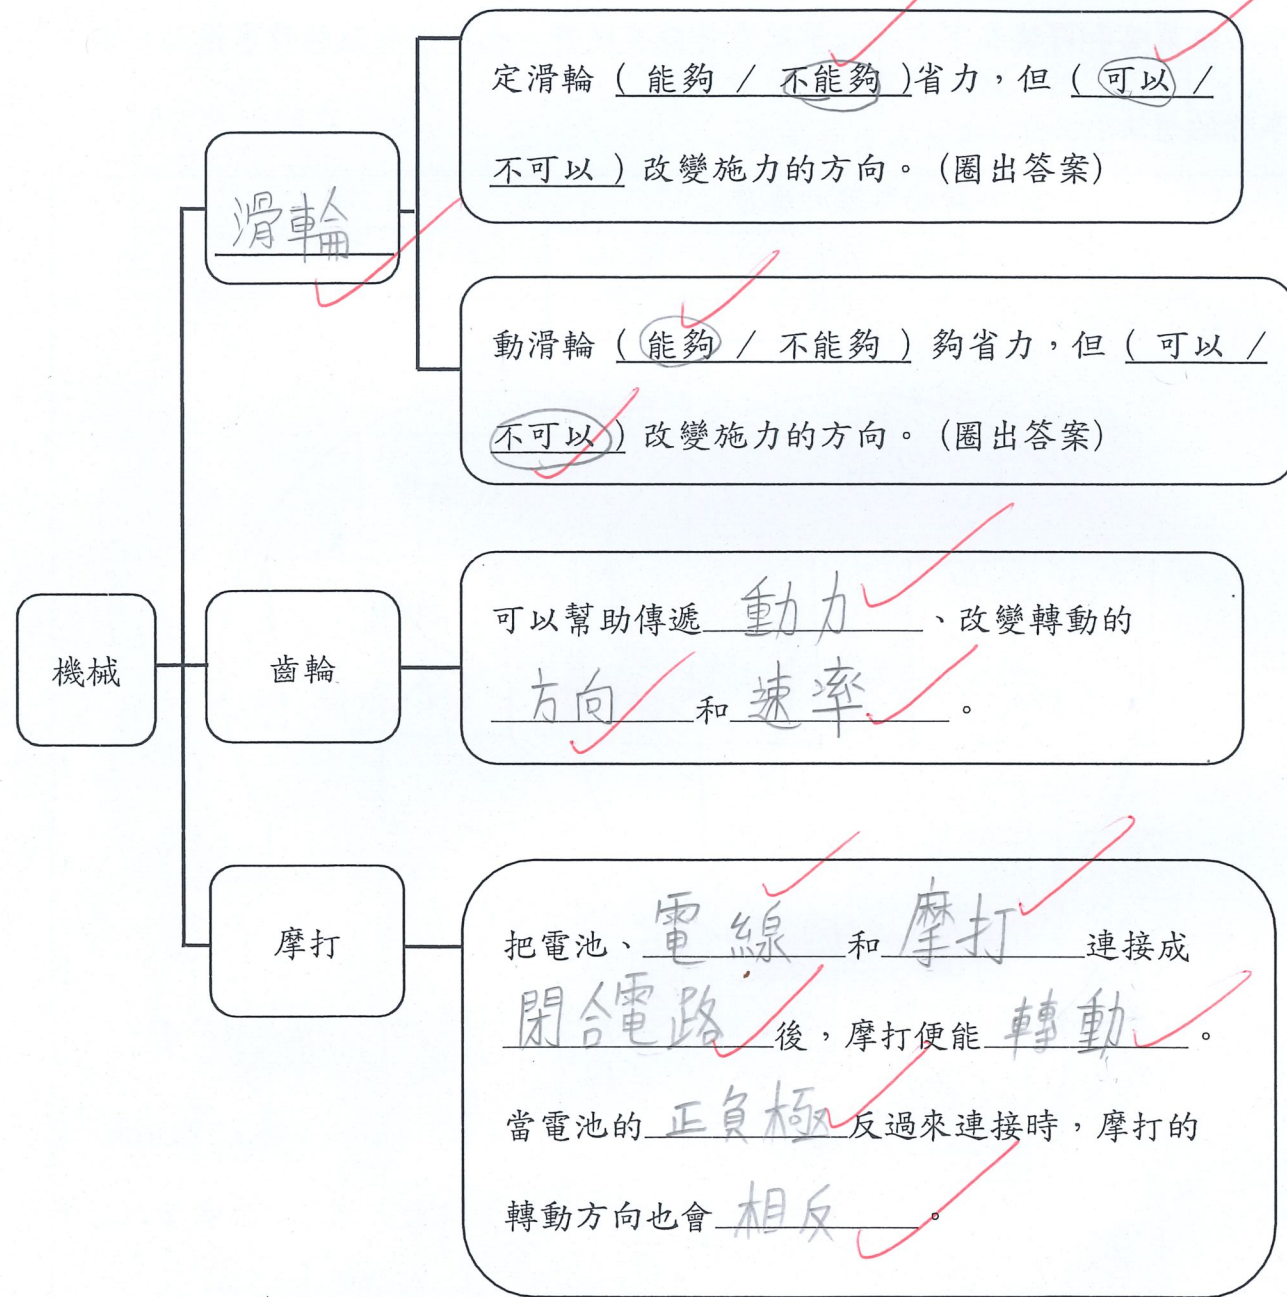 定滑輪 ( 能夠 / 不能夠 )省力，但 ( 可以 /
不可以 ) 改變施力的方向。(圈出答案)
滑輪
動滑輪 ( 能夠 / 不能夠 ) 夠省力，但 ( 可以 /
不可以 ) 改變施力的方向。(圈出答案)
機械
齒輪
可以幫助傳遞 動力 、改變轉動的
方向 和 速率 。
摩打
把電池、 電線 和 摩打 連接成
閉合電路 後，摩打便能 轉動 。
當電池的 正負極 反過來連接時，摩打的
轉動方向也會 相反 。